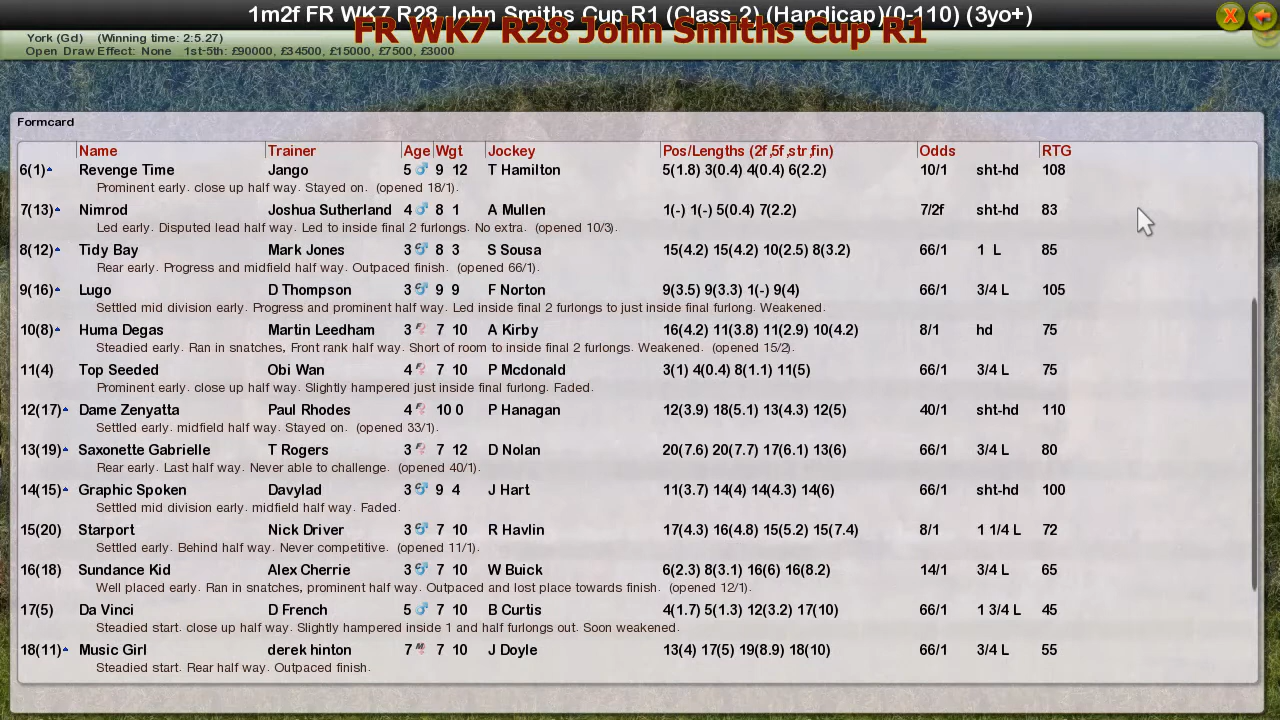 1m2f FR WK7 R28 John Smiths Cup R1 (Class 2) (Handicap)(0-110) (3yo+)
FR WK7 R28 John Smiths Cup R1
York (Gd) (Winning time: 2:5.27)
Open Draw Effect: None 1st-5th: £90000, £34500, £15000, £7500, £3000
Formcard
Name Trainer Age Wgt Jockey Pos/Lengths (2f,5f,str,fin) Odds RTG
6(1) Revenge Time Jango 5 9 12 T Hamilton 5(1.8) 3(0.4) 4(0.4) 6(2.2) 10/1 sht-hd 108
Prominent early. close up half way. Stayed on. (opened 18/1).
7(13) Nimrod Joshua Sutherland 4 8 1 A Mullen 1(-) 1(-) 5(0.4) 7(2.2) 7/2f sht-hd 83
Led early. Disputed lead half way. Led to inside final 2 furlongs. No extra. (opened 10/3).
8(12) Tidy Bay Mark Jones 3 8 3 S Sousa 15(4.2) 15(4.2) 10(2.5) 8(3.2) 66/1 1 L 85
Rear early. Progress and midfield half way. Outpaced finish. (opened 66/1).
9(16) Lugo D Thompson 3 9 9 F Norton 9(3.5) 9(3.3) 1(-) 9(4) 66/1 3/4 L 105
Settled mid division early. Progress and prominent half way. Led inside final 2 furlongs to just inside final furlong. Weakened.
10(8) Huma Degas Martin Leedham 3 7 10 A Kirby 16(4.2) 11(3.8) 11(2.9) 10(4.2) 8/1 hd 75
Steadied early. Ran in snatches, Front rank half way. Short of room to inside final 2 furlongs. Weakened. (opened 15/2).
11(4) Top Seeded Obi Wan 4 7 10 P Mcdonald 3(1) 4(0.4) 8(1.1) 11(5) 66/1 3/4 L 75
Prominent early. close up half way. Slightly hampered just inside final furlong. Faded.
12(17) Dame Zenyatta Paul Rhodes 4 10 0 P Hanagan 12(3.9) 18(5.1) 13(4.3) 12(5) 40/1 sht-hd 110
Settled early. midfield half way. Stayed on. (opened 33/1).
13(19) Saxonette Gabrielle T Rogers 3 7 12 D Nolan 20(7.6) 20(7.7) 17(6.1) 13(6) 66/1 3/4 L 80
Rear early. Last half way. Never able to challenge. (opened 40/1).
14(15) Graphic Spoken Davylad 3 9 4 J Hart 11(3.7) 14(4) 14(4.3) 14(6) 66/1 sht-hd 100
Settled mid division early. midfield half way. Faded.
15(20) Starport Nick Driver 3 7 10 R Havlin 17(4.3) 16(4.8) 15(5.2) 15(7.4) 8/1 1 1/4 L 72
Settled early. Behind half way. Never competitive. (opened 11/1).
16(18) Sundance Kid Alex Cherrie 3 7 10 W Buick 6(2.3) 8(3.1) 16(6) 16(8.2) 14/1 3/4 L 65
Well placed early. Ran in snatches, prominent half way. Outpaced and lost place towards finish. (opened 12/1).
17(5) Da Vinci D French 5 7 10 B Curtis 4(1.7) 5(1.3) 12(3.2) 17(10) 66/1 1 3/4 L 45
Steadied start. close up half way. Slightly hampered inside 1 and half furlongs out. Soon weakened.
18(11) Music Girl derek hinton 7 7 10 J Doyle 13(4) 17(5) 19(8.9) 18(10) 66/1 3/4 L 55
Steadied start. Rear half way. Outpaced finish.